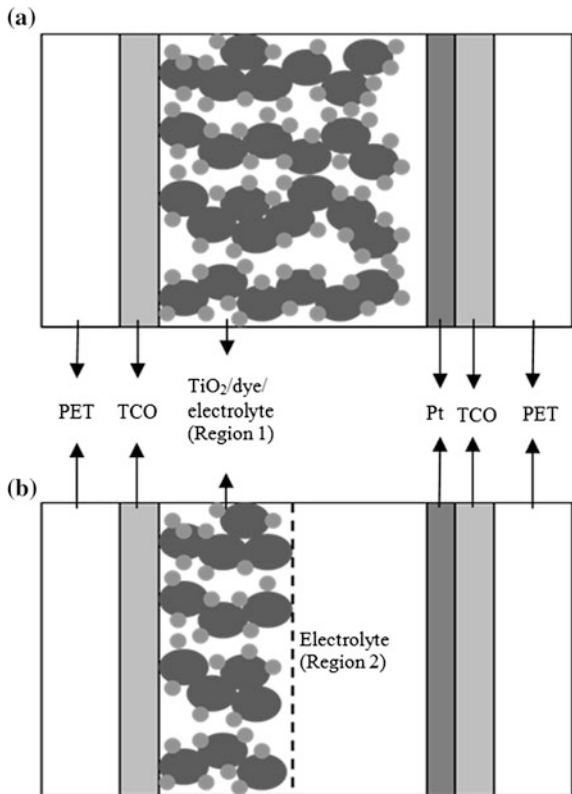 (a)
PET
TCO
TiO₂/dye/
electrolyte
(Region 1)
Pt
TCO
PET
(b)
Electrolyte
(Region 2)